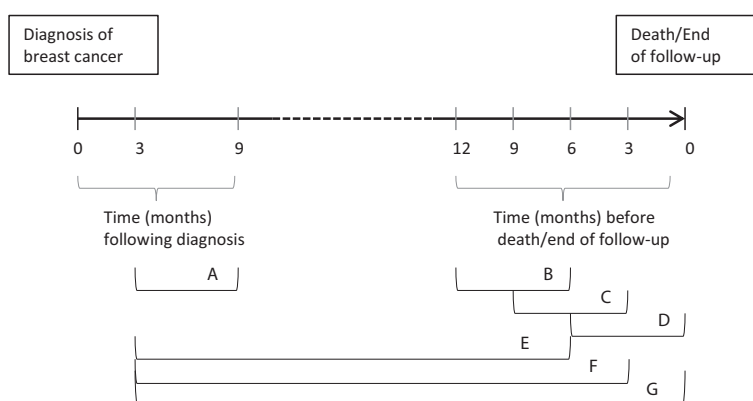 Diagnosis of
breast cancer
Death/End
of follow-up
0 3 9 12 9 6 3 0
Time (months)
following diagnosis
Time (months) before
death/end of follow-up
A
B
C
D
E
F
G